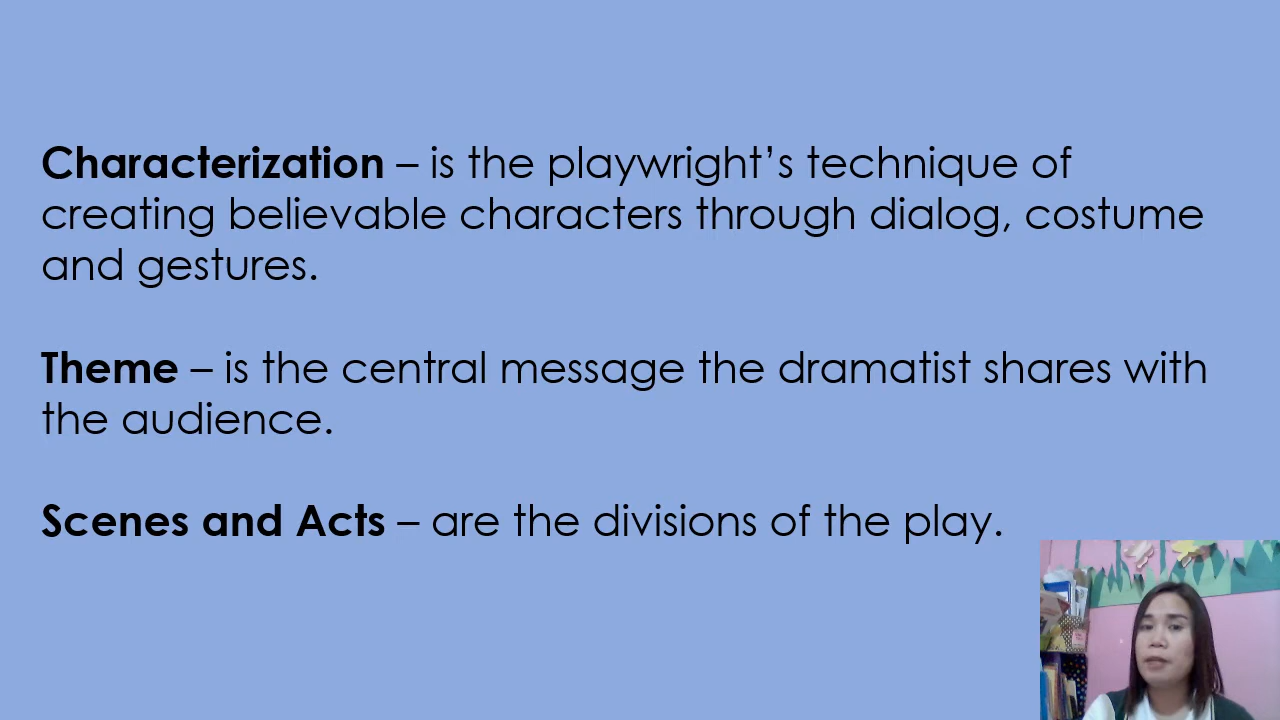 Characterization – is the playwright’s technique of
creating believable characters through dialog, costume
and gestures.
Theme – is the central message the dramatist shares with
the audience.
Scenes and Acts – are the divisions of the play.